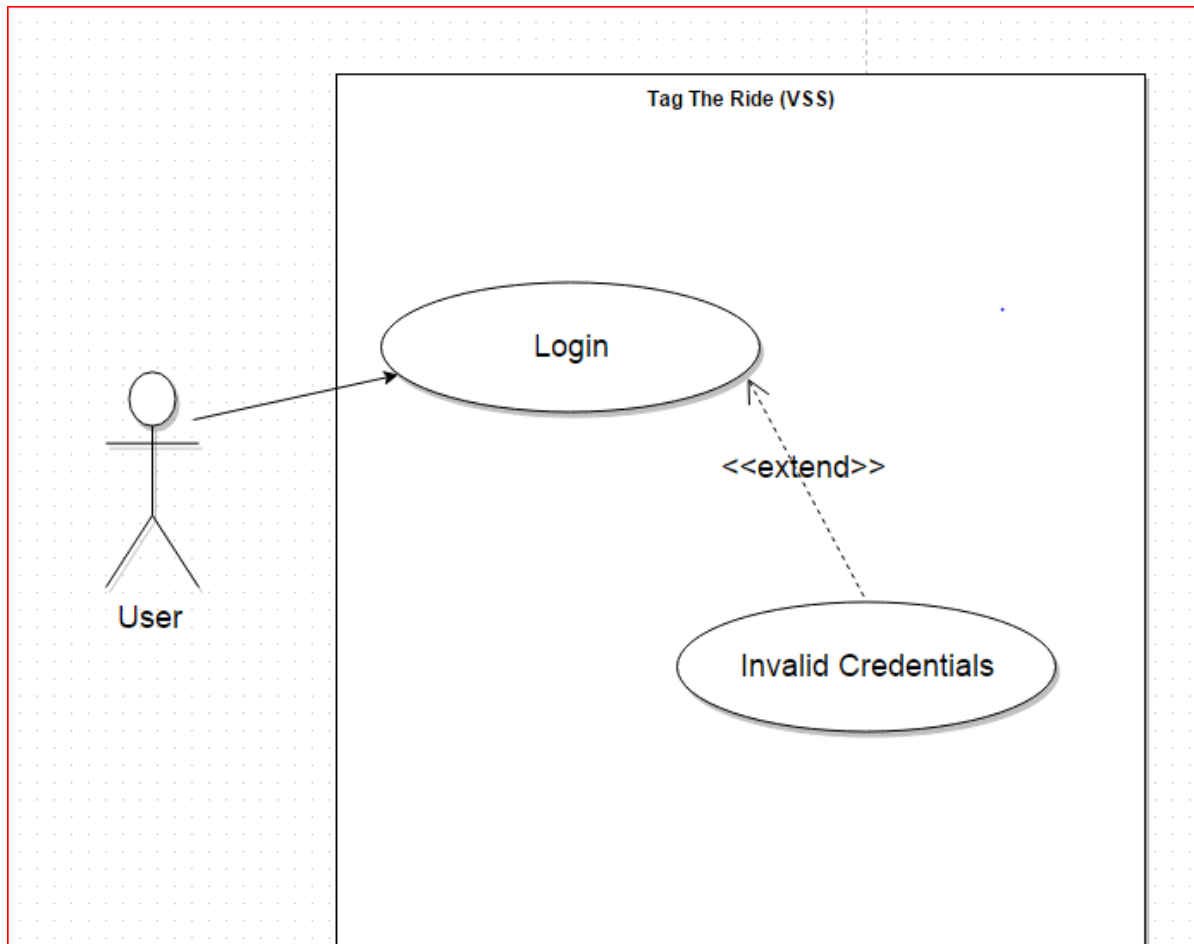 Tag The Ride (VSS)
Login
<<extend>>
User
Invalid Credentials